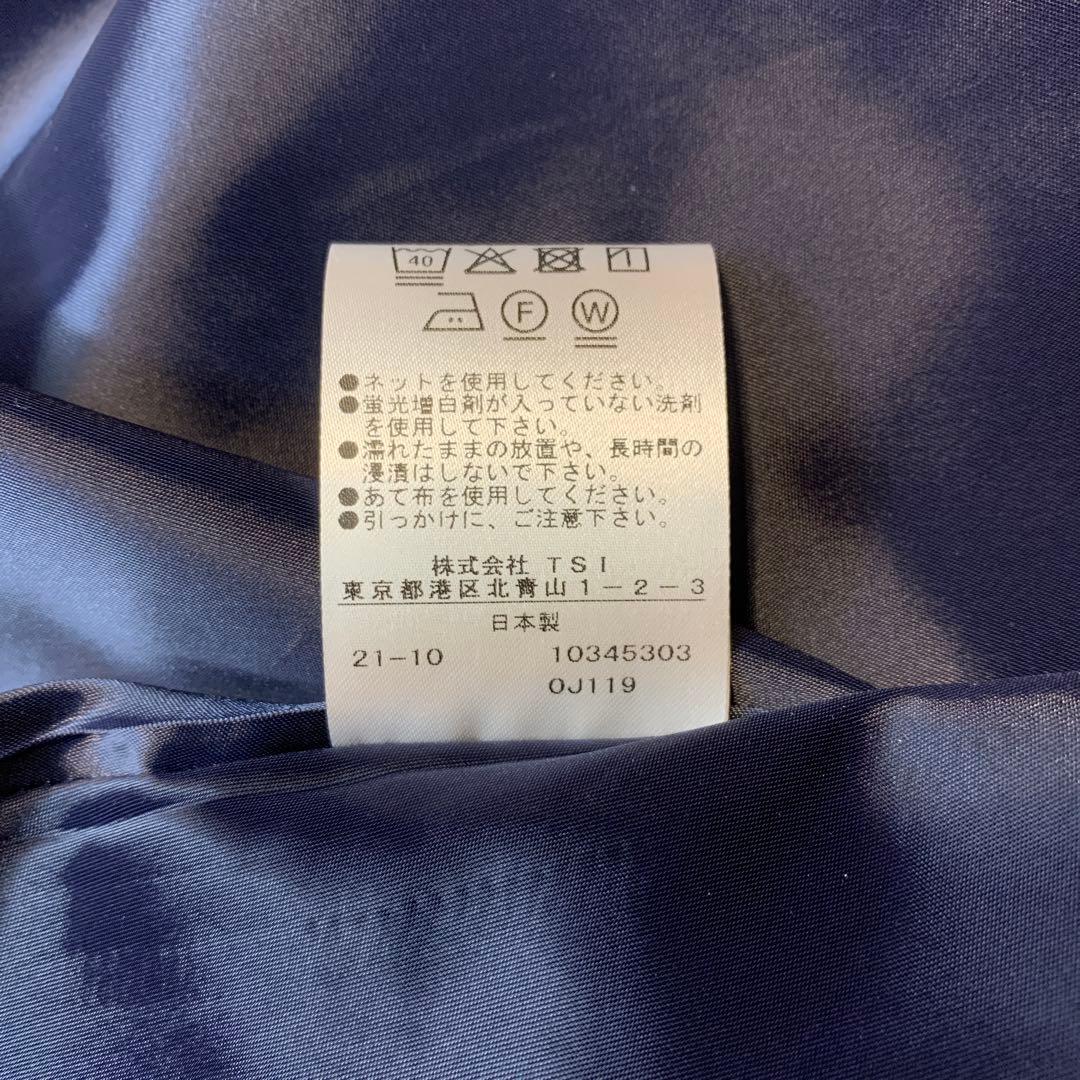 40
F W
●ネットを使用してください。
●蛍光増白剤が入っていない洗剤
を使用して下さい。
●濡れたままの放置や、長時間の
浸漬はしないで下さい。
●あて布を使用してください。
●引っかけに、ご注意下さい。
株式会社 TSI
東京都港区北青山1-2-3
日本製
21-10 10345303
0J119